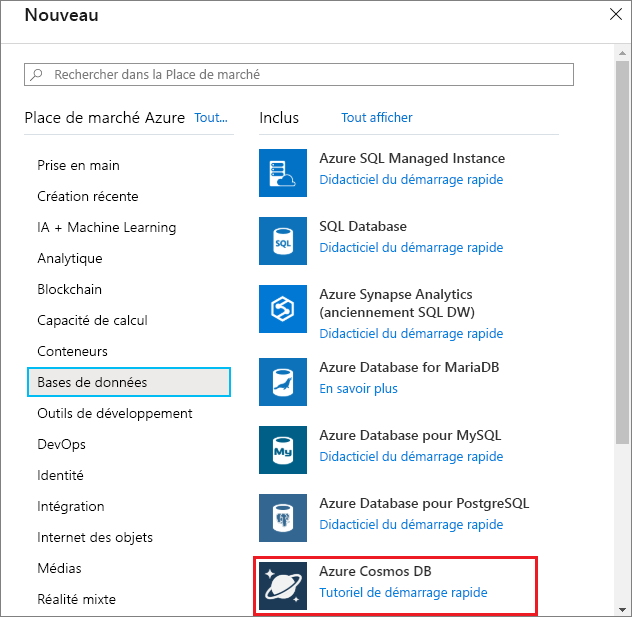 Nouveau
Rechercher dans la Place de marché
Place de marché Azure Tout...
Prise en main
Création récente
IA + Machine Learning
Analytique
Blockchain
Capacité de calcul
Conteneurs
Bases de données
Outils de développement
DevOps
Identité
Intégration
Internet des objets
Médias
Réalité mixte
Inclus Tout afficher
Azure SQL Managed Instance
Didacticiel du démarrage rapide
SQL
SQL Database
Didacticiel du démarrage rapide
Azure Synapse Analytics
(anciennement SQL DW)
Didacticiel du démarrage rapide
Azure Database for MariaDB
En savoir plus
My
Azure Database pour MySQL
Didacticiel du démarrage rapide
Azure Database pour PostgreSQL
Didacticiel du démarrage rapide
Azure Cosmos DB
Tutoriel de démarrage rapide